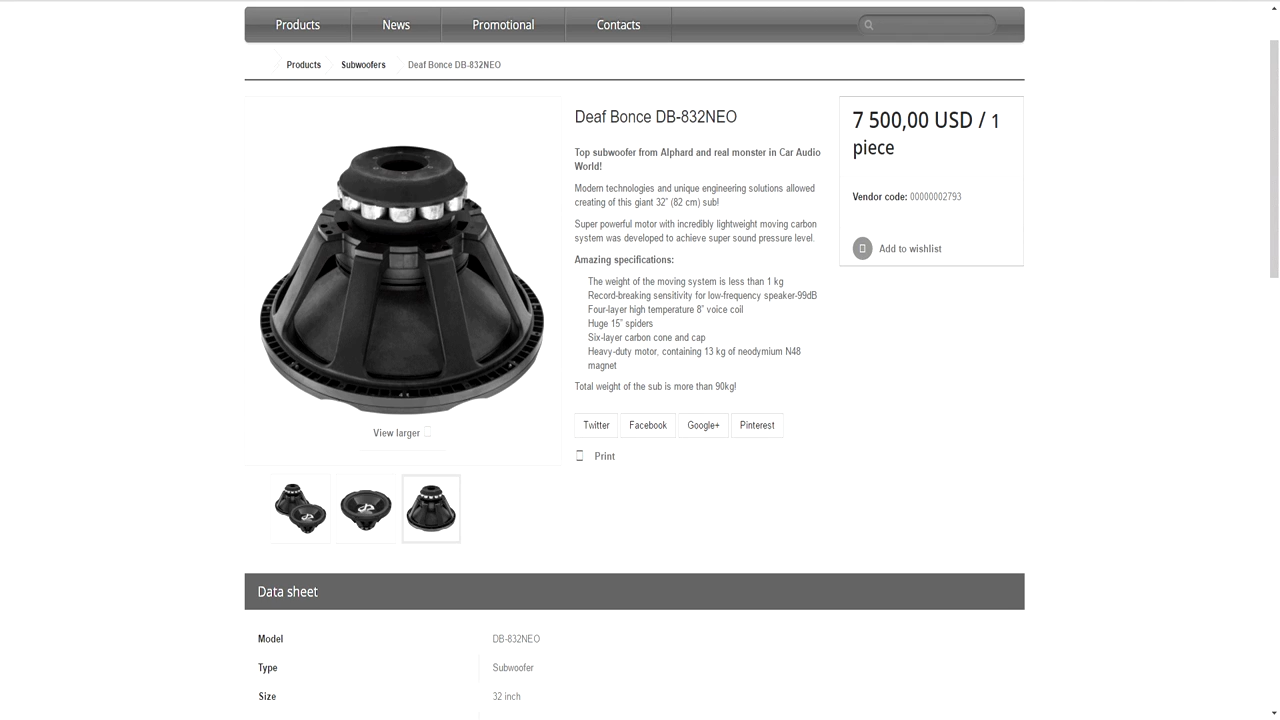 Products
News
Promotional
Contacts
Products
Subwoofers
Deaf Bonce DB-832NEO
Deaf Bonce DB-832NEO
Top subwoofer from Alphard and real monster in Car Audio
World!
Modern technologies and unique engineering solutions allowed
creating of this giant 32" (82 cm) sub!
Super powerful motor with incredibly lightweight moving carbon
system was developed to achieve super sound pressure level.
Amazing specifications:
The weight of the moving system is less than 1 kg
Record-breaking sensitivity for low-frequency speaker-99dB
Four-layer high temperature 8" voice coil
Huge 15" spiders
Six-layer carbon cone and cap
Heavy-duty motor, containing 13 kg of neodymium N48
magnet
Total weight of the sub is more than 90kg!
Twitter
Facebook
Google+
Pinterest
Print
7 500,00 USD / 1
piece
Vendor code: 00000002793
Add to wishlist
View larger
Data sheet
Model DB-832NEO
Type Subwoofer
Size 32 inch